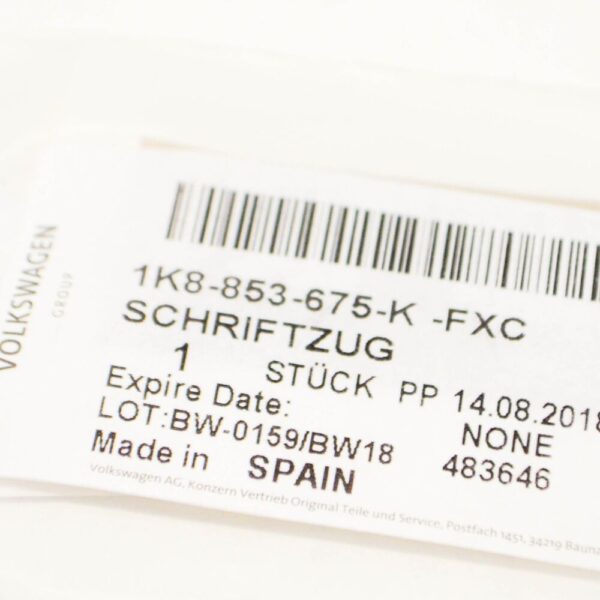 VOLKSWAGEN
GROUP
1K8-853-675-K -FXC
SCHRIFTZUG
1 STÜCK PP 14.08.2018
Expire Date: NONE
LOT:BW-0159/BW18 483646
Made in SPAIN
Volkswagen AG, Konzern Vertrieb Original Teile und Service, Postfach 1451, 34219